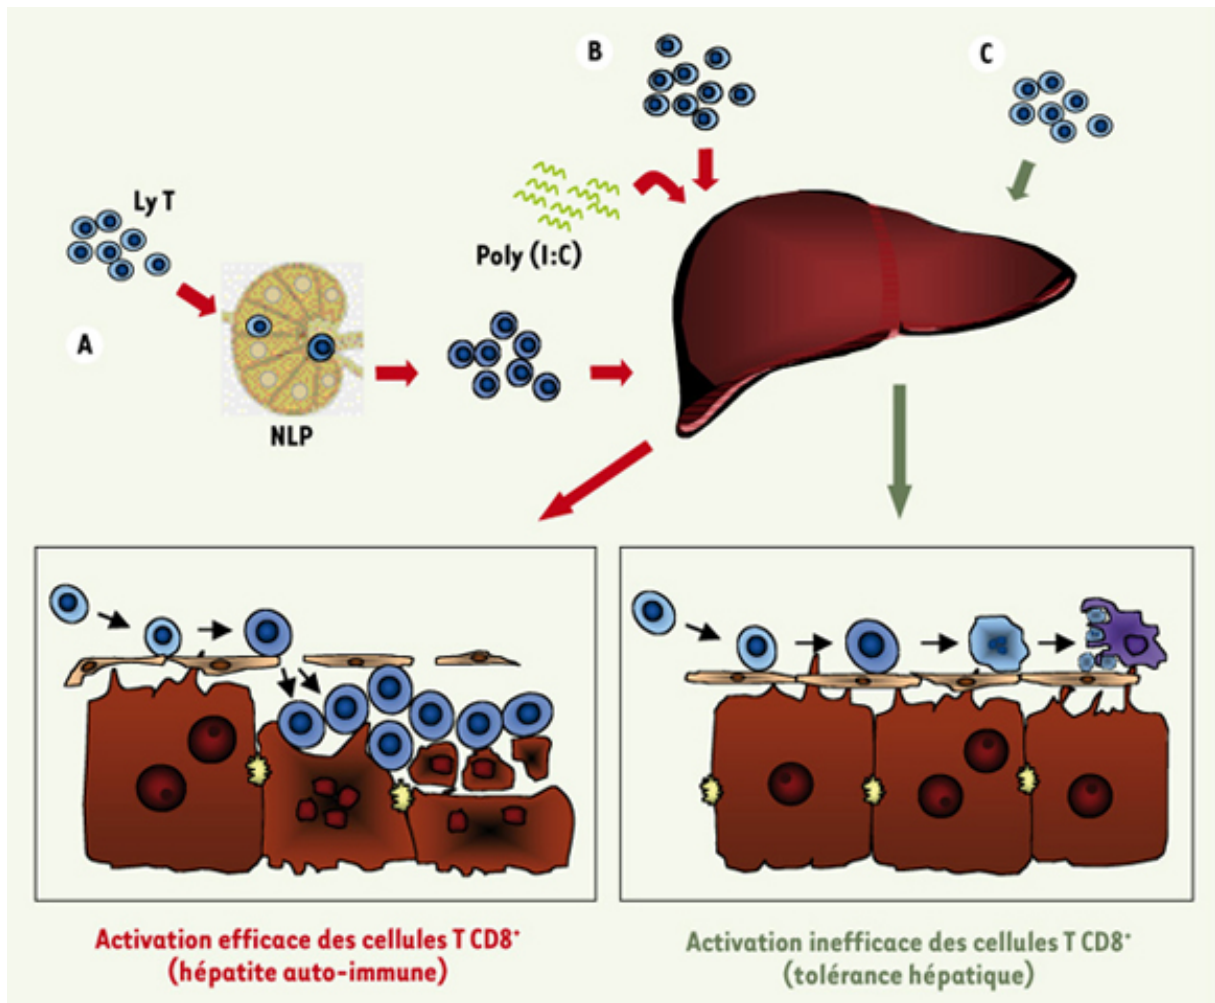 B
C
Ly T
Poly (I:C)
A
NLP
Activation efficace des cellules T CD8⁺
(hépatite auto-immune)
Activation inefficace des cellules T CD8⁺
(tolérance hépatique)